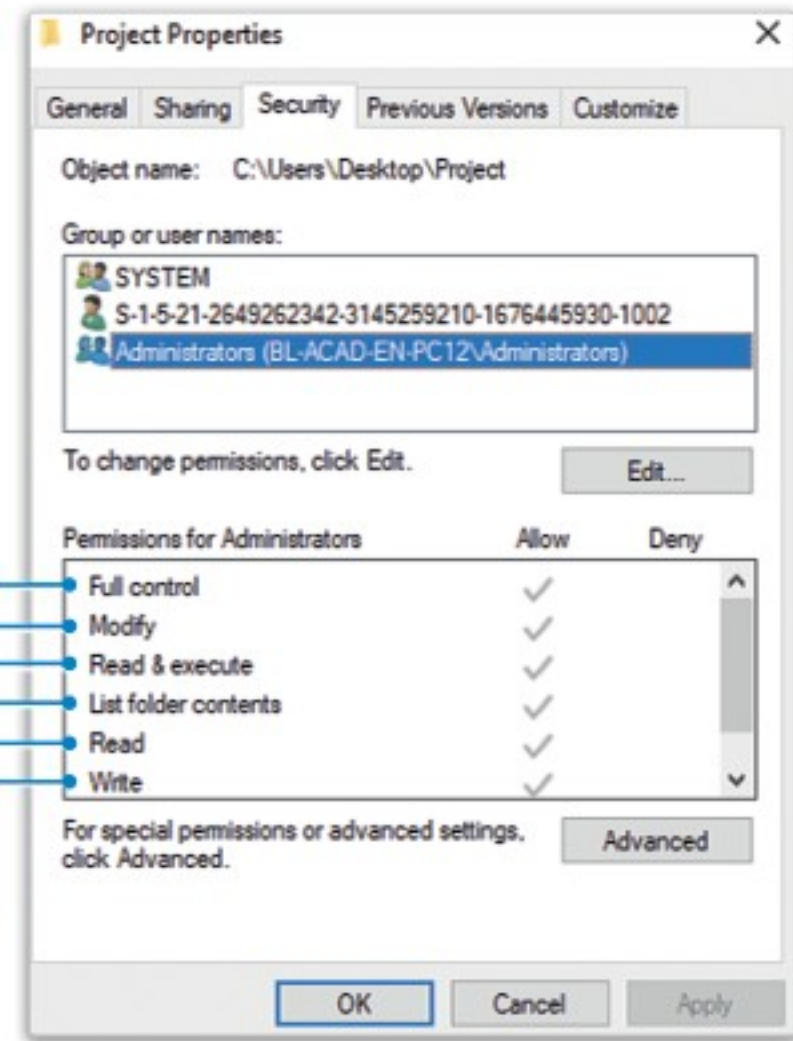 Project Properties
General Sharing Security Previous Versions Customize
Object name: C:\Users\Desktop\Project
Group or user names:
SYSTEM
S-1-5-21-2649262342-3145259210-1676445930-1002
Administrators (BL-ACAD-EN-PC12\Administrators)
To change permissions, click Edit.
Edit...
Permissions for Administrators Allow Deny
Full control
Modify
Read & execute
List folder contents
Read
Write
For special permissions or advanced settings,
click Advanced.
Advanced
OK Cancel Apply